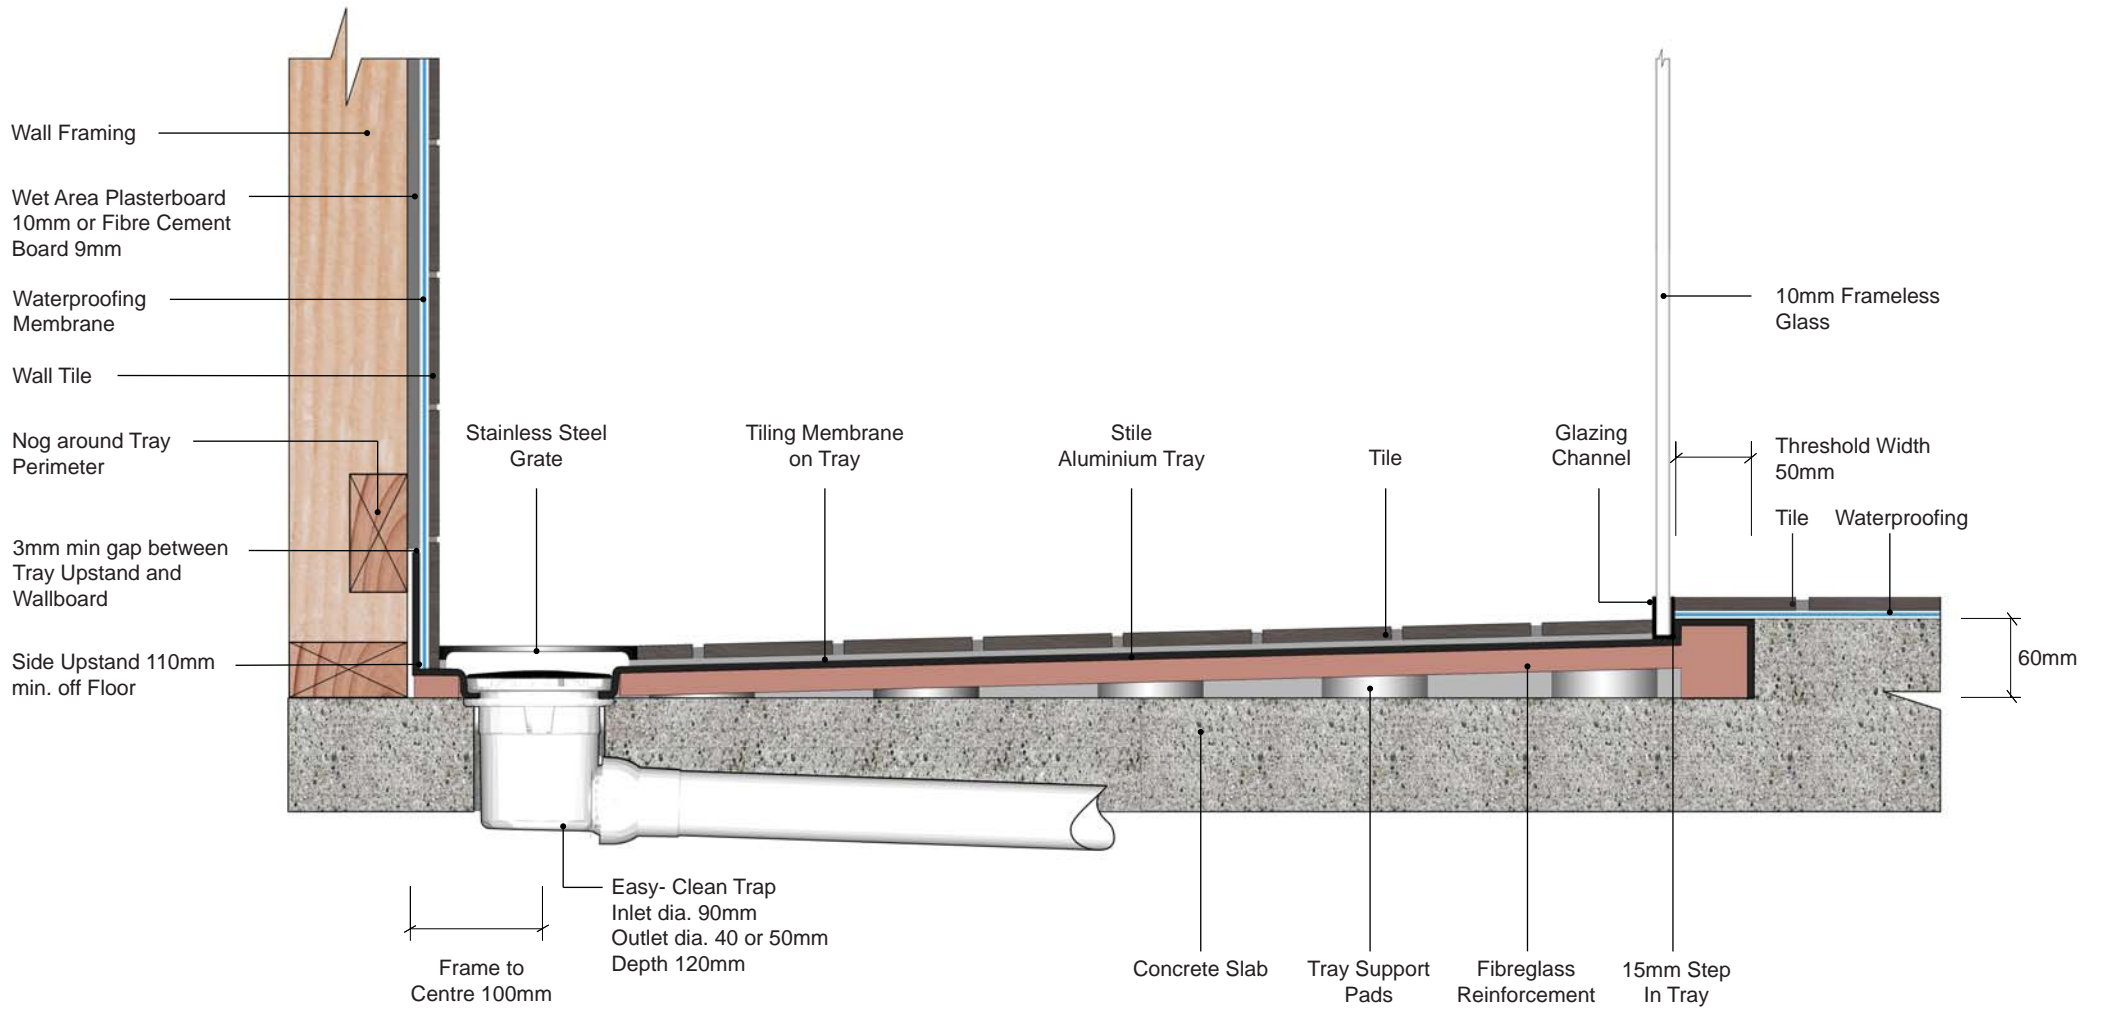 Wall Framing
Wet Area Plasterboard
10mm or Fibre Cement
Board 9mm
Waterproofing
Membrane
Wall Tile
Nog around Tray
Perimeter
3mm min gap between
Tray Upstand and
Wallboard
Side Upstand 110mm
min. off Floor
Stainless Steel
Grate
Tiling Membrane
on Tray
Stile
Aluminium Tray
Tile
Glazing
Channel
10mm Frameless
Glass
Threshold Width
50mm
Tile
Waterproofing
60mm
Easy- Clean Trap
Inlet dia. 90mm
Outlet dia. 40 or 50mm
Depth 120mm
Frame to
Centre 100mm
Concrete Slab
Tray Support
Pads
Fibreglass
Reinforcement
15mm Step
In Tray